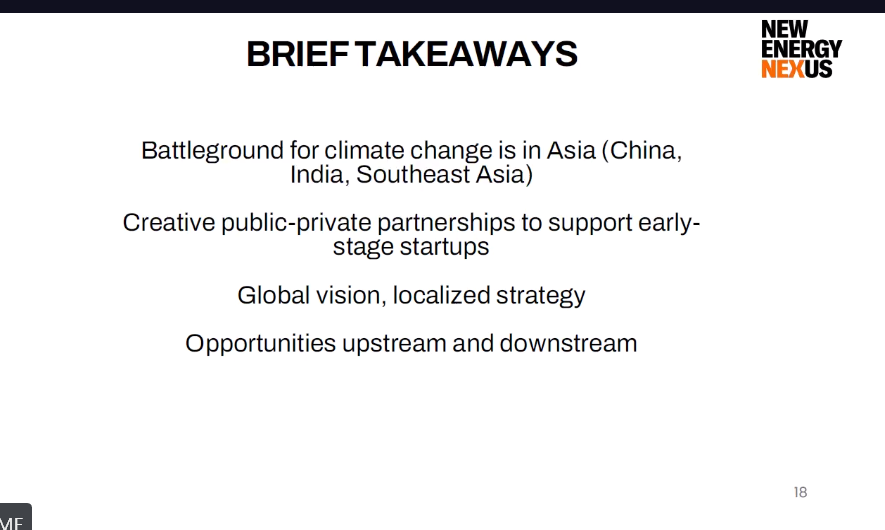 BRIEF TAKEAWAYS
NEW
ENERGY
NEXUS
Battleground for climate change is in Asia (China,
India, Southeast Asia)
Creative public-private partnerships to support early-
stage startups
Global vision, localized strategy
Opportunities upstream and downstream
18